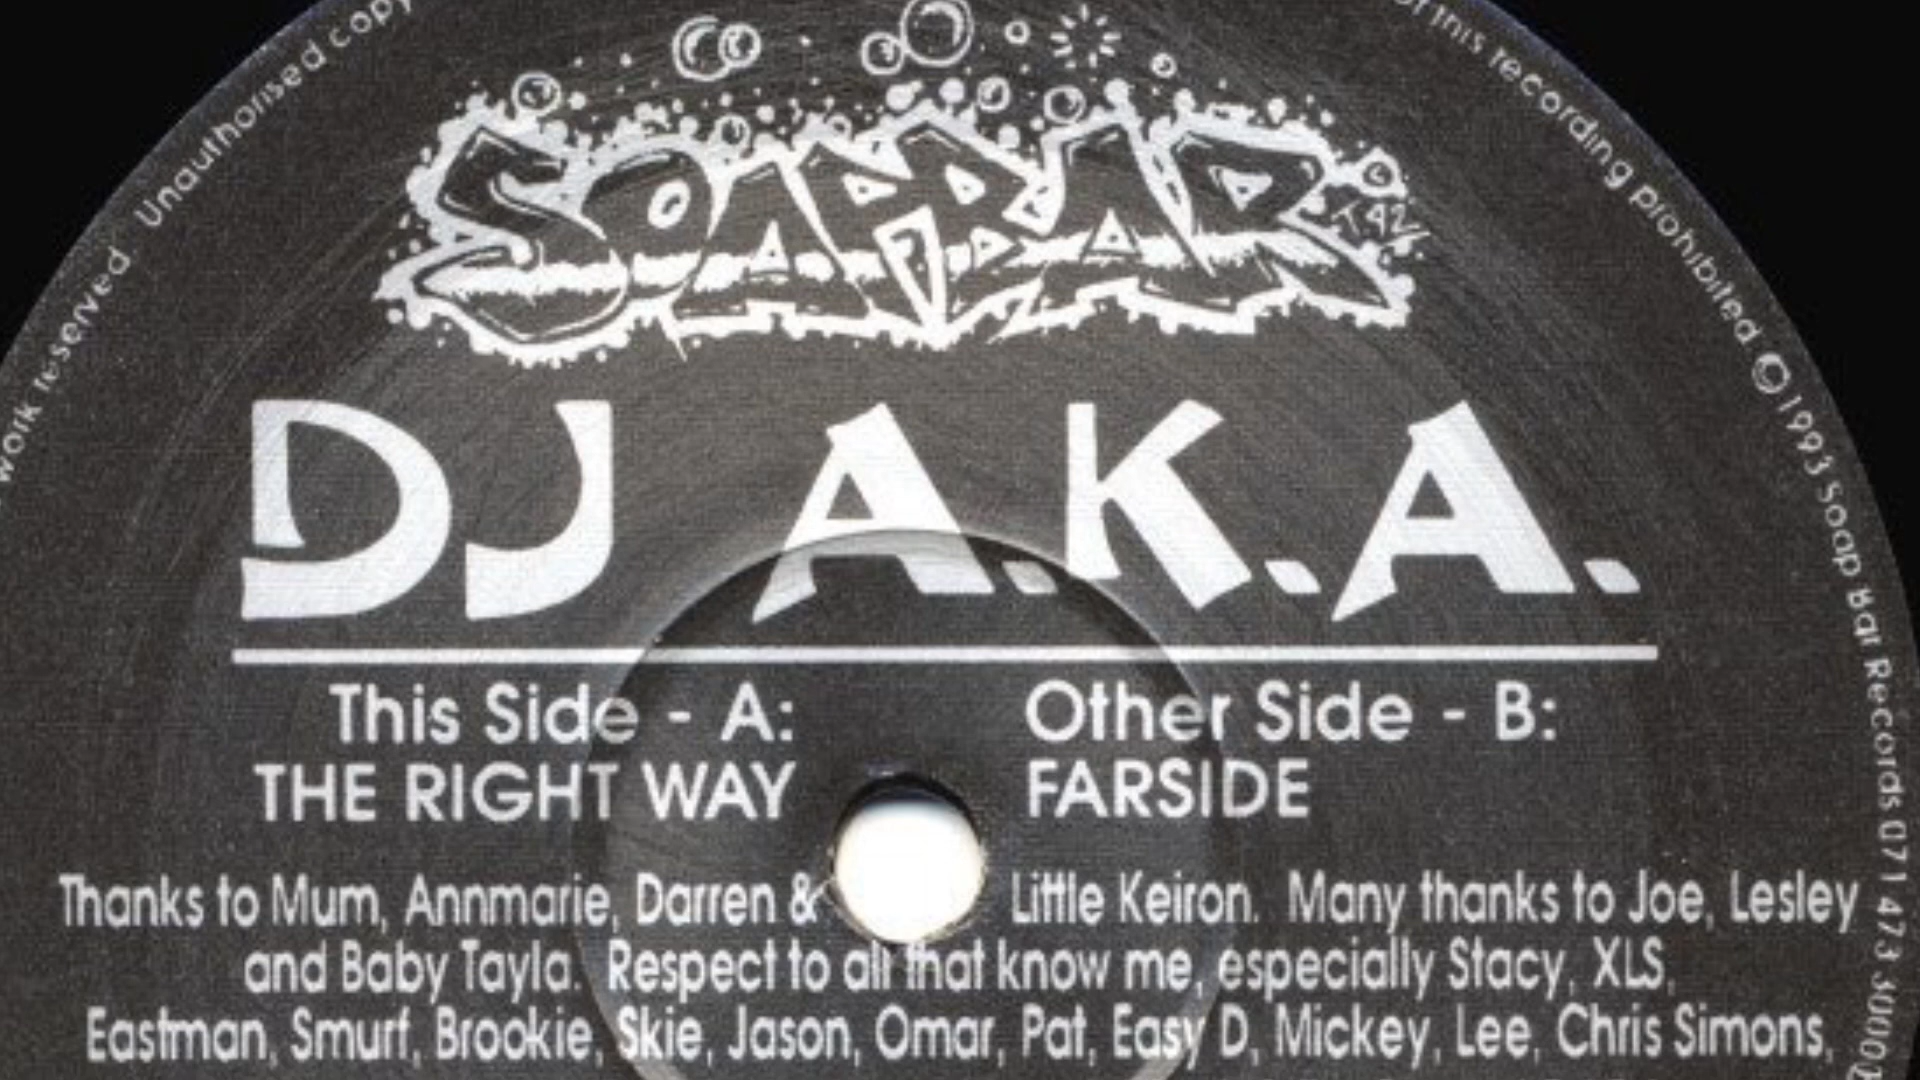 work reserved Unauthorised copy
of this recording prohibited © 1993 Soap Bar Records 071 473
SOAPBAR
DJ A.K.A.
This Side - A: Other Side - B:
THE RIGHT WAY FARSIDE
Thanks to Mum, Annmarie, Darren & Little Keiron. Many thanks to Joe, Lesley
and Baby Tayla. Respect to all that know me, especially Stacy, XLS,
Eastman, Smurf, Brookie, Skie, Jason, Omar, Pat, Easy D, Mickey, Lee, Chris Simons,